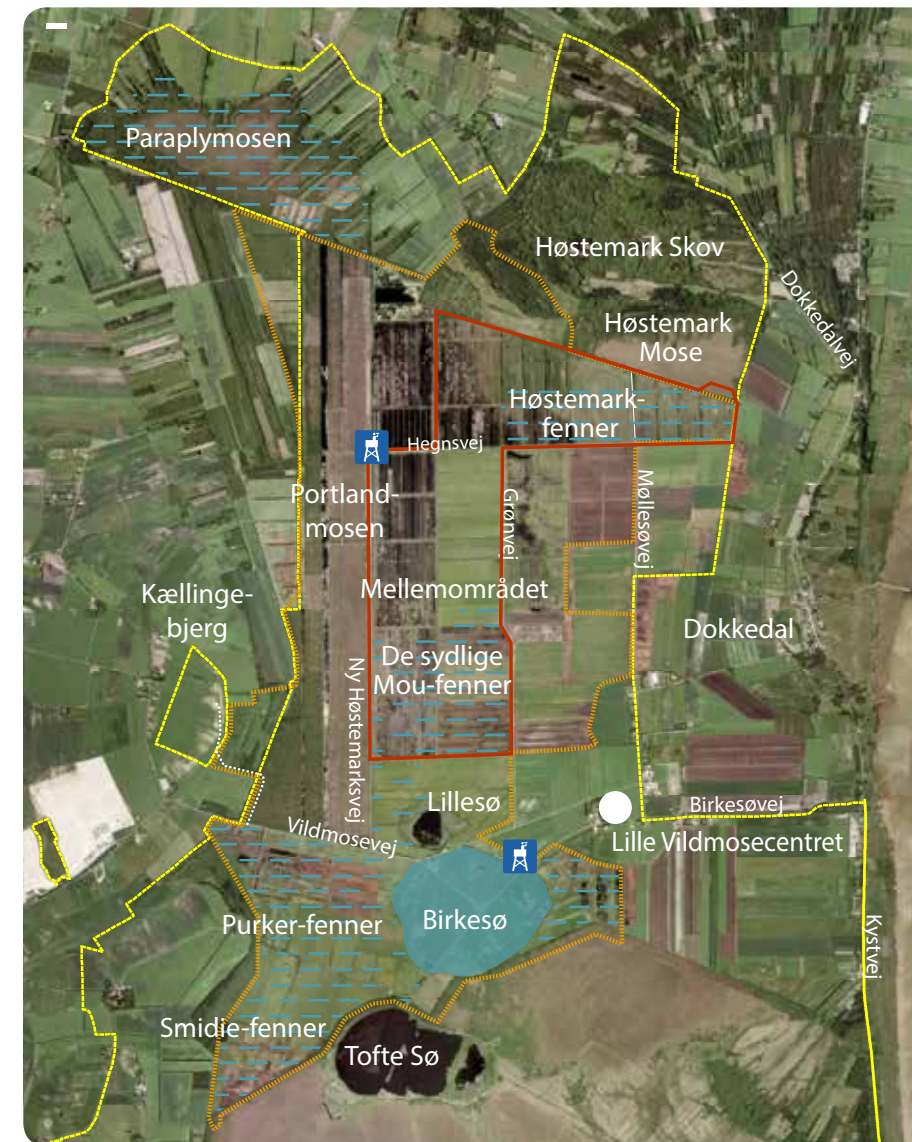 Paraplymosen
Høstemark Skov
Dokkedalvej
Høstemark
Mose
Høstemark-
fenner
Hegnsvej
Portland-
mosen
Grønvej
Møllesøvej
Mellemområdet
Kællinge-
bjerg
Dokkedal
De sydlige
Mou-fenner
Ny Høstemarksvej
Lillesø
Birkesøvej
Vildmosevej
Lille Vildmosecentret
Purker-fenner
Birkesø
Kystvej
Smidie-fenner
Tofte Sø